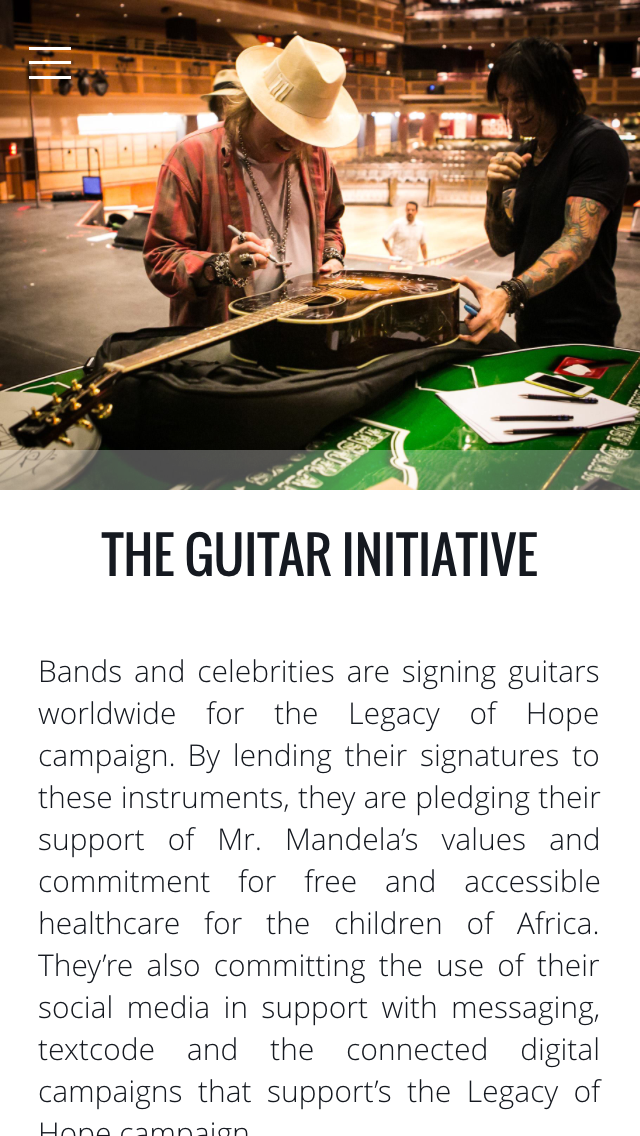 THE GUITAR INITIATIVE
Bands and celebrities are signing guitars
worldwide for the Legacy of Hope
campaign. By lending their signatures to
these instruments, they are pledging their
support of Mr. Mandela’s values and
commitment for free and accessible
healthcare for the children of Africa.
They’re also committing the use of their
social media in support with messaging,
textcode and the connected digital
campaigns that support’s the Legacy of
Hope campaign